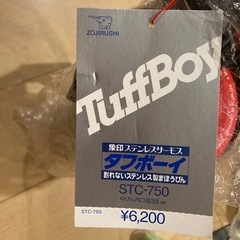 ZOJIRUSHI
TuffBoy
象印ステンレスサーモス
タフボーイ
割れないステンレス製まほうびん
STC-750
STC-750
¥6,200